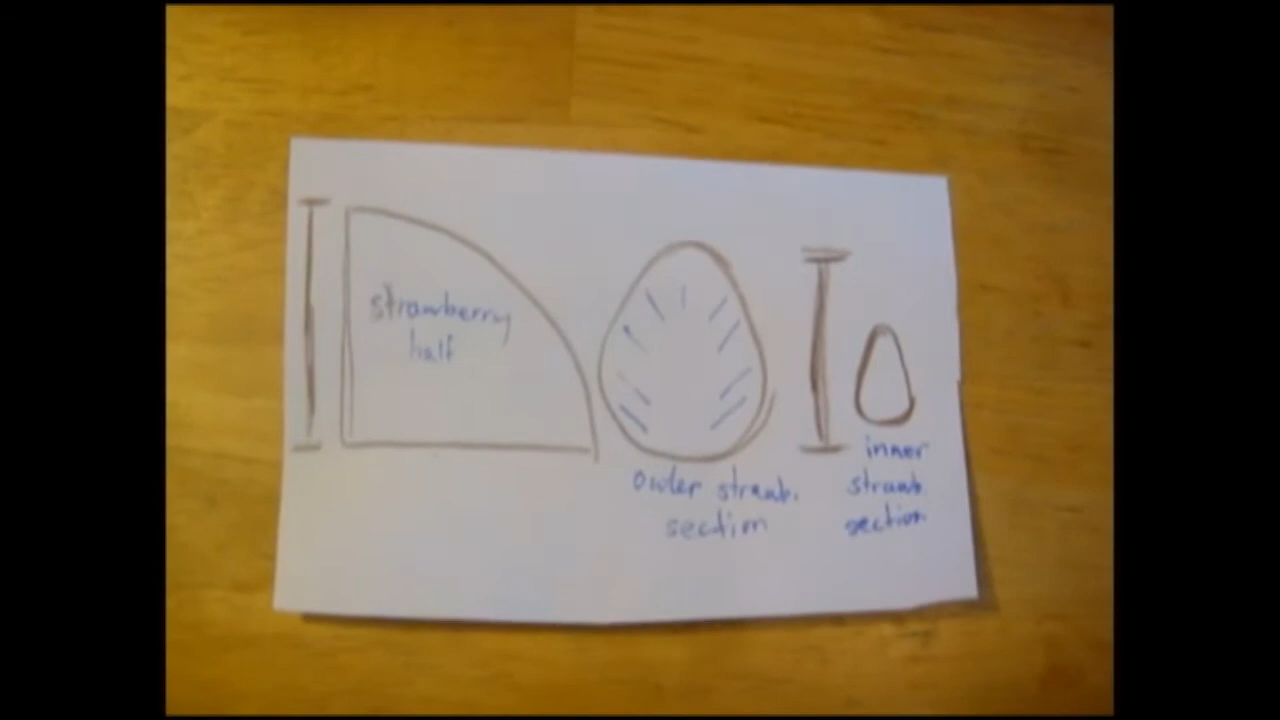 strawberry
half
outer strawb.
section
inner
strawb.
section